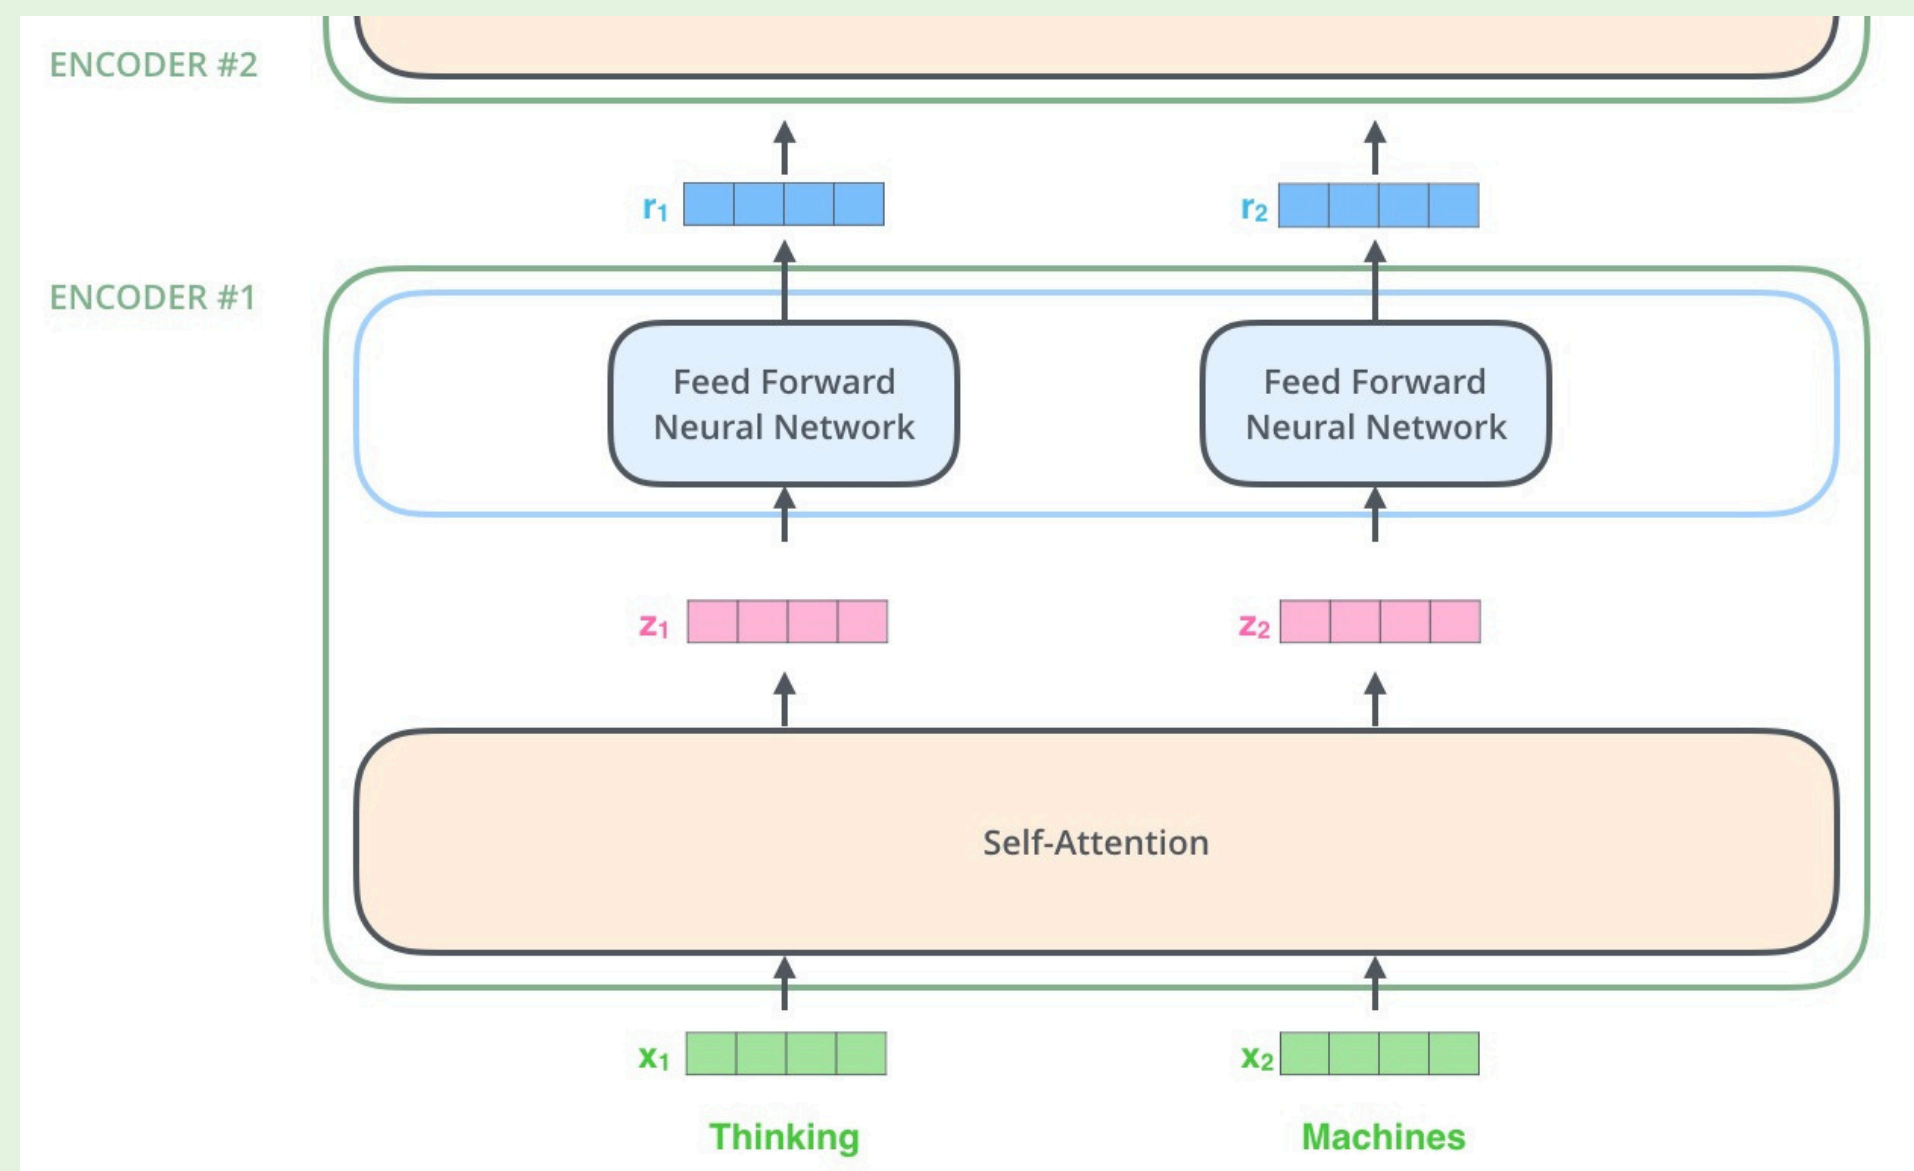 ENCODER #2
r₁
r₂
ENCODER #1
Feed Forward
Neural Network
Feed Forward
Neural Network
z₁
z₂
Self-Attention
x₁
x₂
Thinking
Machines